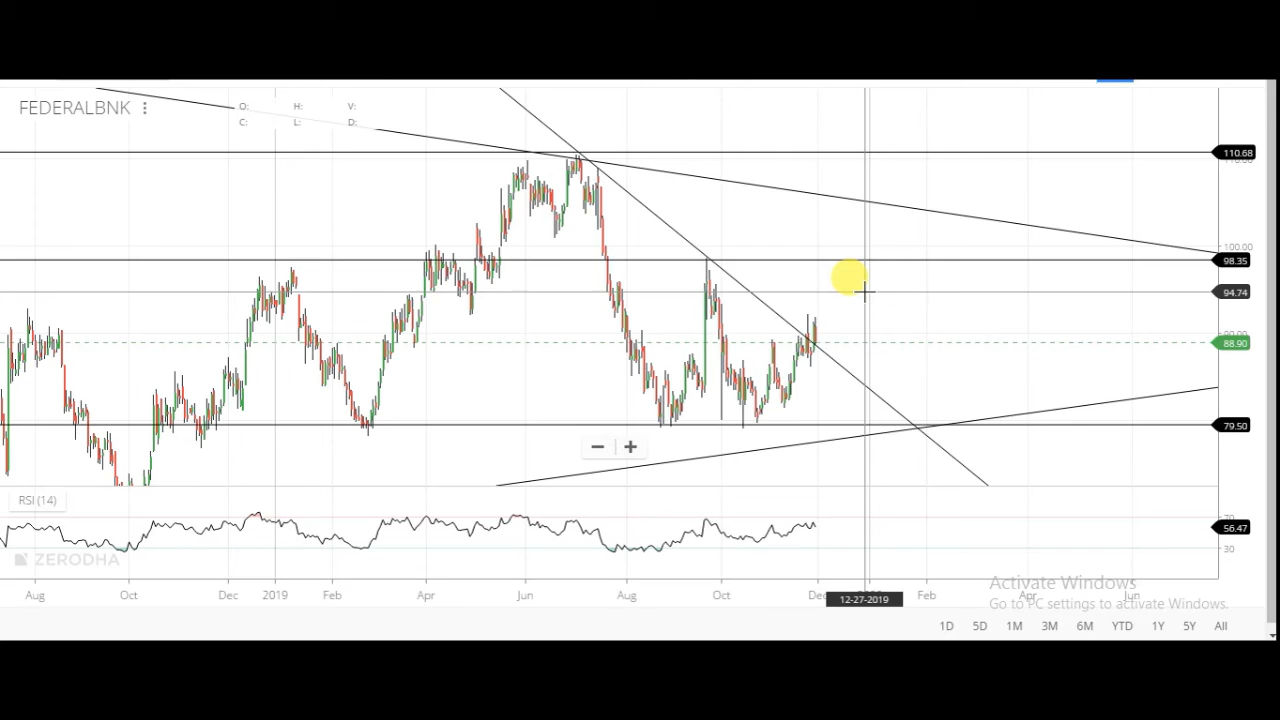 FEDERALBNK
O: H: V:
C: L: D:
110.68
100.00
98.35
94.74
88.90
79.50
RSI (14)
70
56.47
30
ZERODHA
Activate Windows
Go to PC settings to activate Windows.
Aug Oct Dec 2019 Feb Apr Jun Aug Oct Dec 12-27-2019 Feb Apr Jun
1D 5D 1M 3M 6M YTD 1Y 5Y All